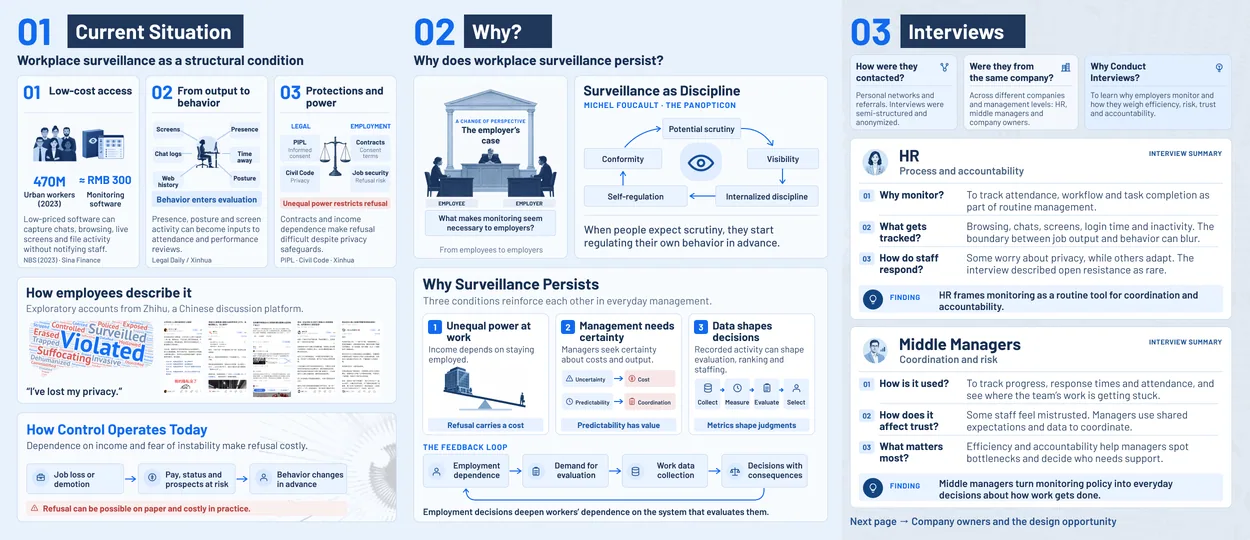 01 Current Situation
Workplace surveillance as a structural condition
01 Low-cost access
470M
Urban workers
(2023)
≈ RMB 300
Monitoring
software
Low-priced software can
capture chats, browsing, live
screens and file activity
without notifying staff.
NBS (2023) · Sina Finance
02 From output to
behavior
Screens
Presence
Chat logs
Time
away
Web
history
Posture
Behavior enters evaluation
Presence, posture and screen
activity can become inputs to
attendance and performance
reviews.
Legal Daily / Xinhua
03 Protections and
power
LEGAL
EMPLOYMENT
PIPL
Informed
consent
Contracts
Consent
terms
Civil Code
Privacy
Job security
Refusal risk
Unequal power restricts refusal
Contracts and income
dependence make refusal
difficult despite privacy
safeguards.
PIPL · Civil Code · Xinhua
How employees describe it
Exploratory accounts from Zhihu, a Chinese discussion platform.
Controlled
Policed
Exposed
Erased
Surveilled
Trapped
Violated
Suffocating
Dehumanized
Invasive
“I’ve lost my privacy.”
How Control Operates Today
Dependence on income and fear of instability make refusal costly.
Job loss or
demotion
Pay, status and
prospects at risk
Behavior changes
in advance
Refusal can be possible on paper and costly in practice.
02 Why?
Why does workplace surveillance persist?
A CHANGE OF PERSPECTIVE
The employer’s
case
EMPLOYEE
EMPLOYER
What makes monitoring seem
necessary to employers?
From employees to employers
Surveillance as Discipline
MICHEL FOUCAULT · THE PANOPTICON
Potential scrutiny
Conformity
Visibility
Self-regulation
Internalized discipline
When people expect scrutiny, they start
regulating their own behavior in advance.
Why Surveillance Persists
Three conditions reinforce each other in everyday management.
1 Unequal power at
work
Income depends on staying
employed.
Refusal carries a cost
2 Management needs
certainty
Managers seek certainty
about costs and output.
Uncertainty
Cost
Predictability
Coordination
Predictability has value
3 Data shapes
decisions
Recorded activity can shape
evaluation, ranking and
staffing.
Collect
Measure
Evaluate
Select
Metrics shape judgments
THE FEEDBACK LOOP
Employment
dependence
Demand for
evaluation
Work data
collection
Decisions with
consequences
Employment decisions deepen workers’ dependence on the system that evaluates them.
03 Interviews
How were they
contacted?
Personal networks and
referrals. Interviews were
semi-structured and
anonymized.
Were they from
the same company?
Across different companies
and management levels: HR,
middle managers and
company owners.
Why Conduct
Interviews?
To learn why employers monitor and
how they weigh efficiency, risk, trust
and accountability.
HR
Process and accountability
INTERVIEW SUMMARY
01 Why monitor?
To track attendance, workflow and task completion as
part of routine management.
02 What gets
tracked?
Browsing, chats, screens, login time and inactivity. The
boundary between job output and behavior can blur.
03 How do staff
respond?
Some worry about privacy, while others adapt. The
interview described open resistance as rare.
FINDING
HR frames monitoring as a routine tool for coordination and
accountability.
Middle Managers
Coordination and risk
INTERVIEW SUMMARY
01 How is it used?
To track progress, response times and attendance, and
see where the team’s work is getting stuck.
02 How does it
affect trust?
Some staff feel mistrusted. Managers use shared
expectations and data to coordinate.
03 What matters
most?
Efficiency and accountability help managers spot
bottlenecks and decide who needs support.
FINDING
Middle managers turn monitoring policy into everyday
decisions about how work gets done.
Next page → Company owners and the design opportunity